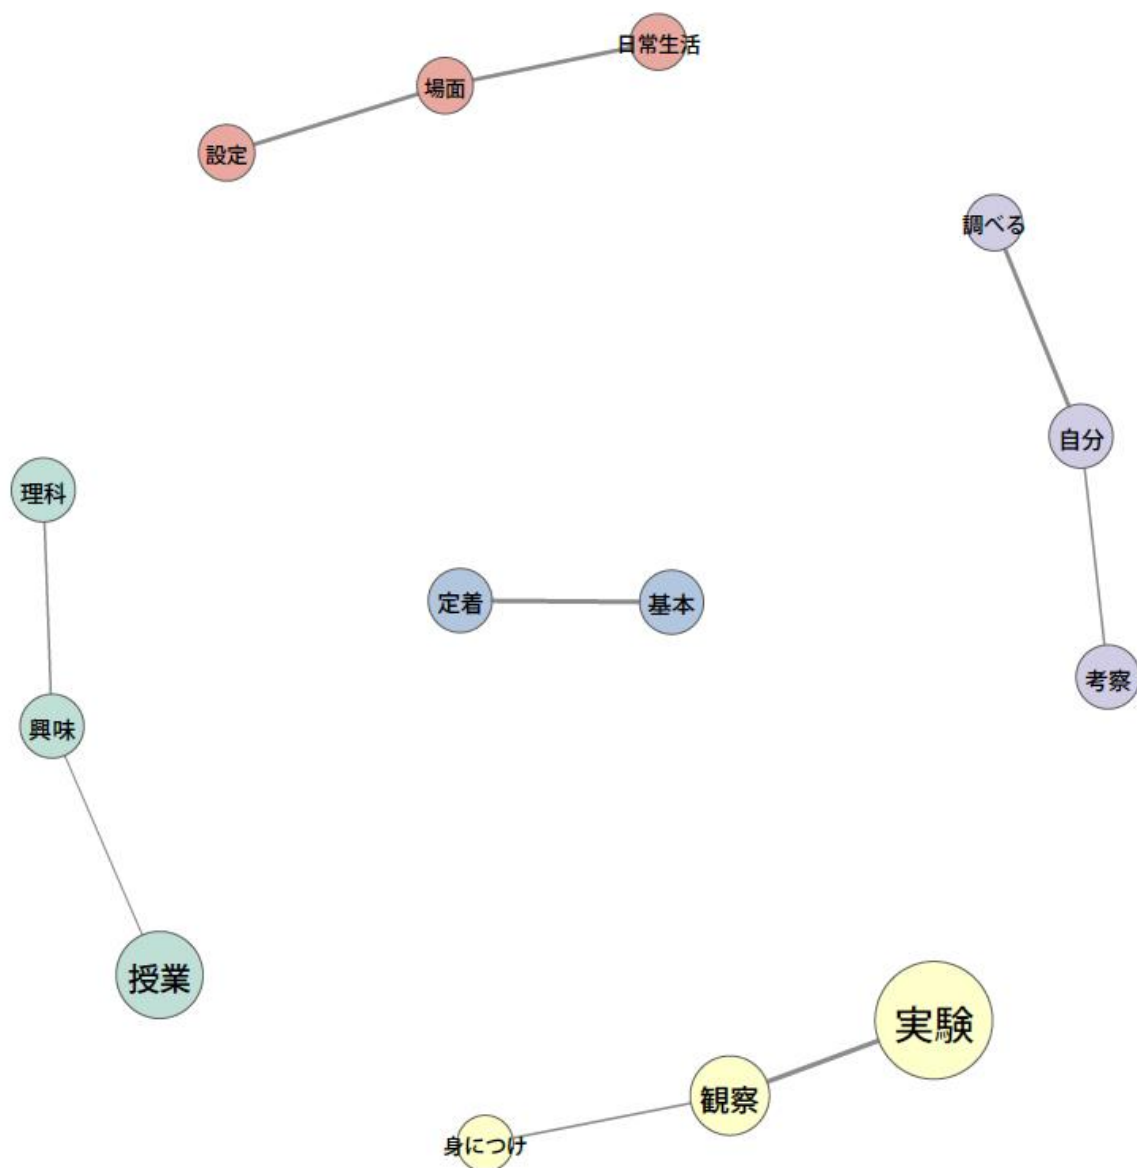 日常生活
場面
設定
調べる
自分
理科
定着
基本
考察
興味
授業
実験
観察
身につけ